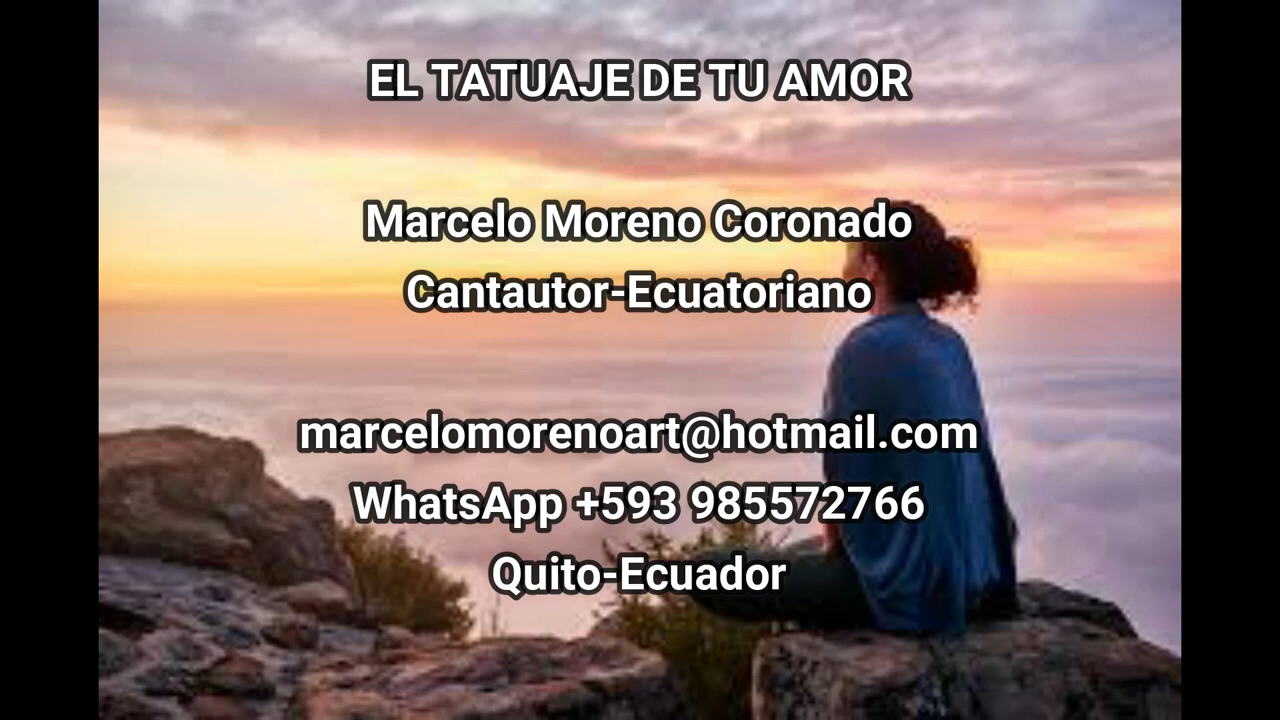 EL TATUAJE DE TU AMOR
Marcelo Moreno Coronado
Cantautor-Ecuatoriano
marcelomorenoart@hotmail.com
WhatsApp +593 985572766
Quito-Ecuador